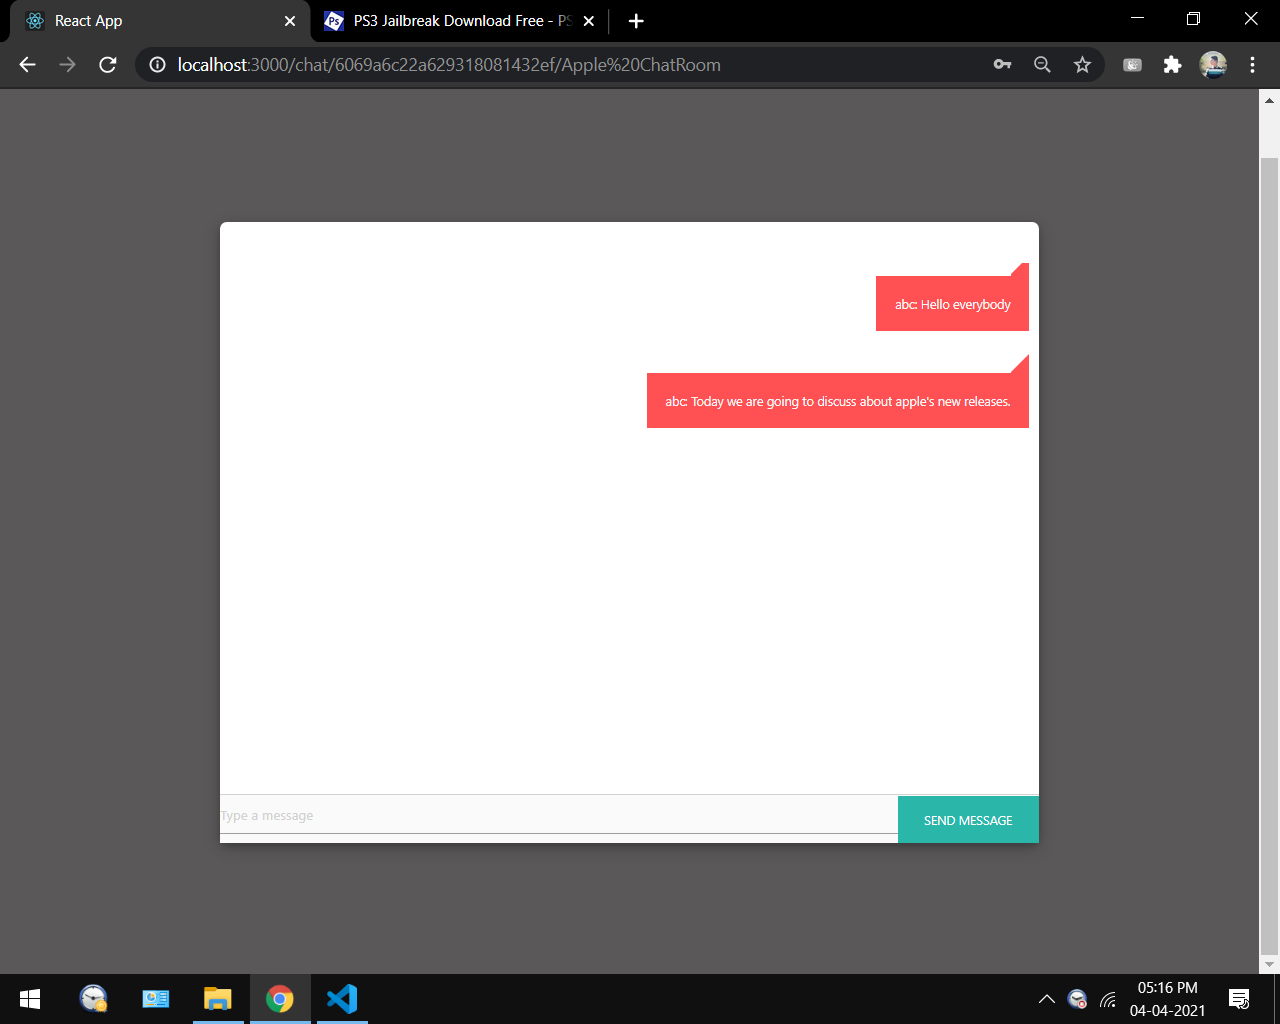 React App
PS3 Jailbreak Download Free - PS
localhost:3000/chat/6069a6c22a629318081432ef/Apple%20ChatRoom
abc: Hello everybody
abc: Today we are going to discuss about apple's new releases.
Type a message
SEND MESSAGE
05:16 PM
04-04-2021